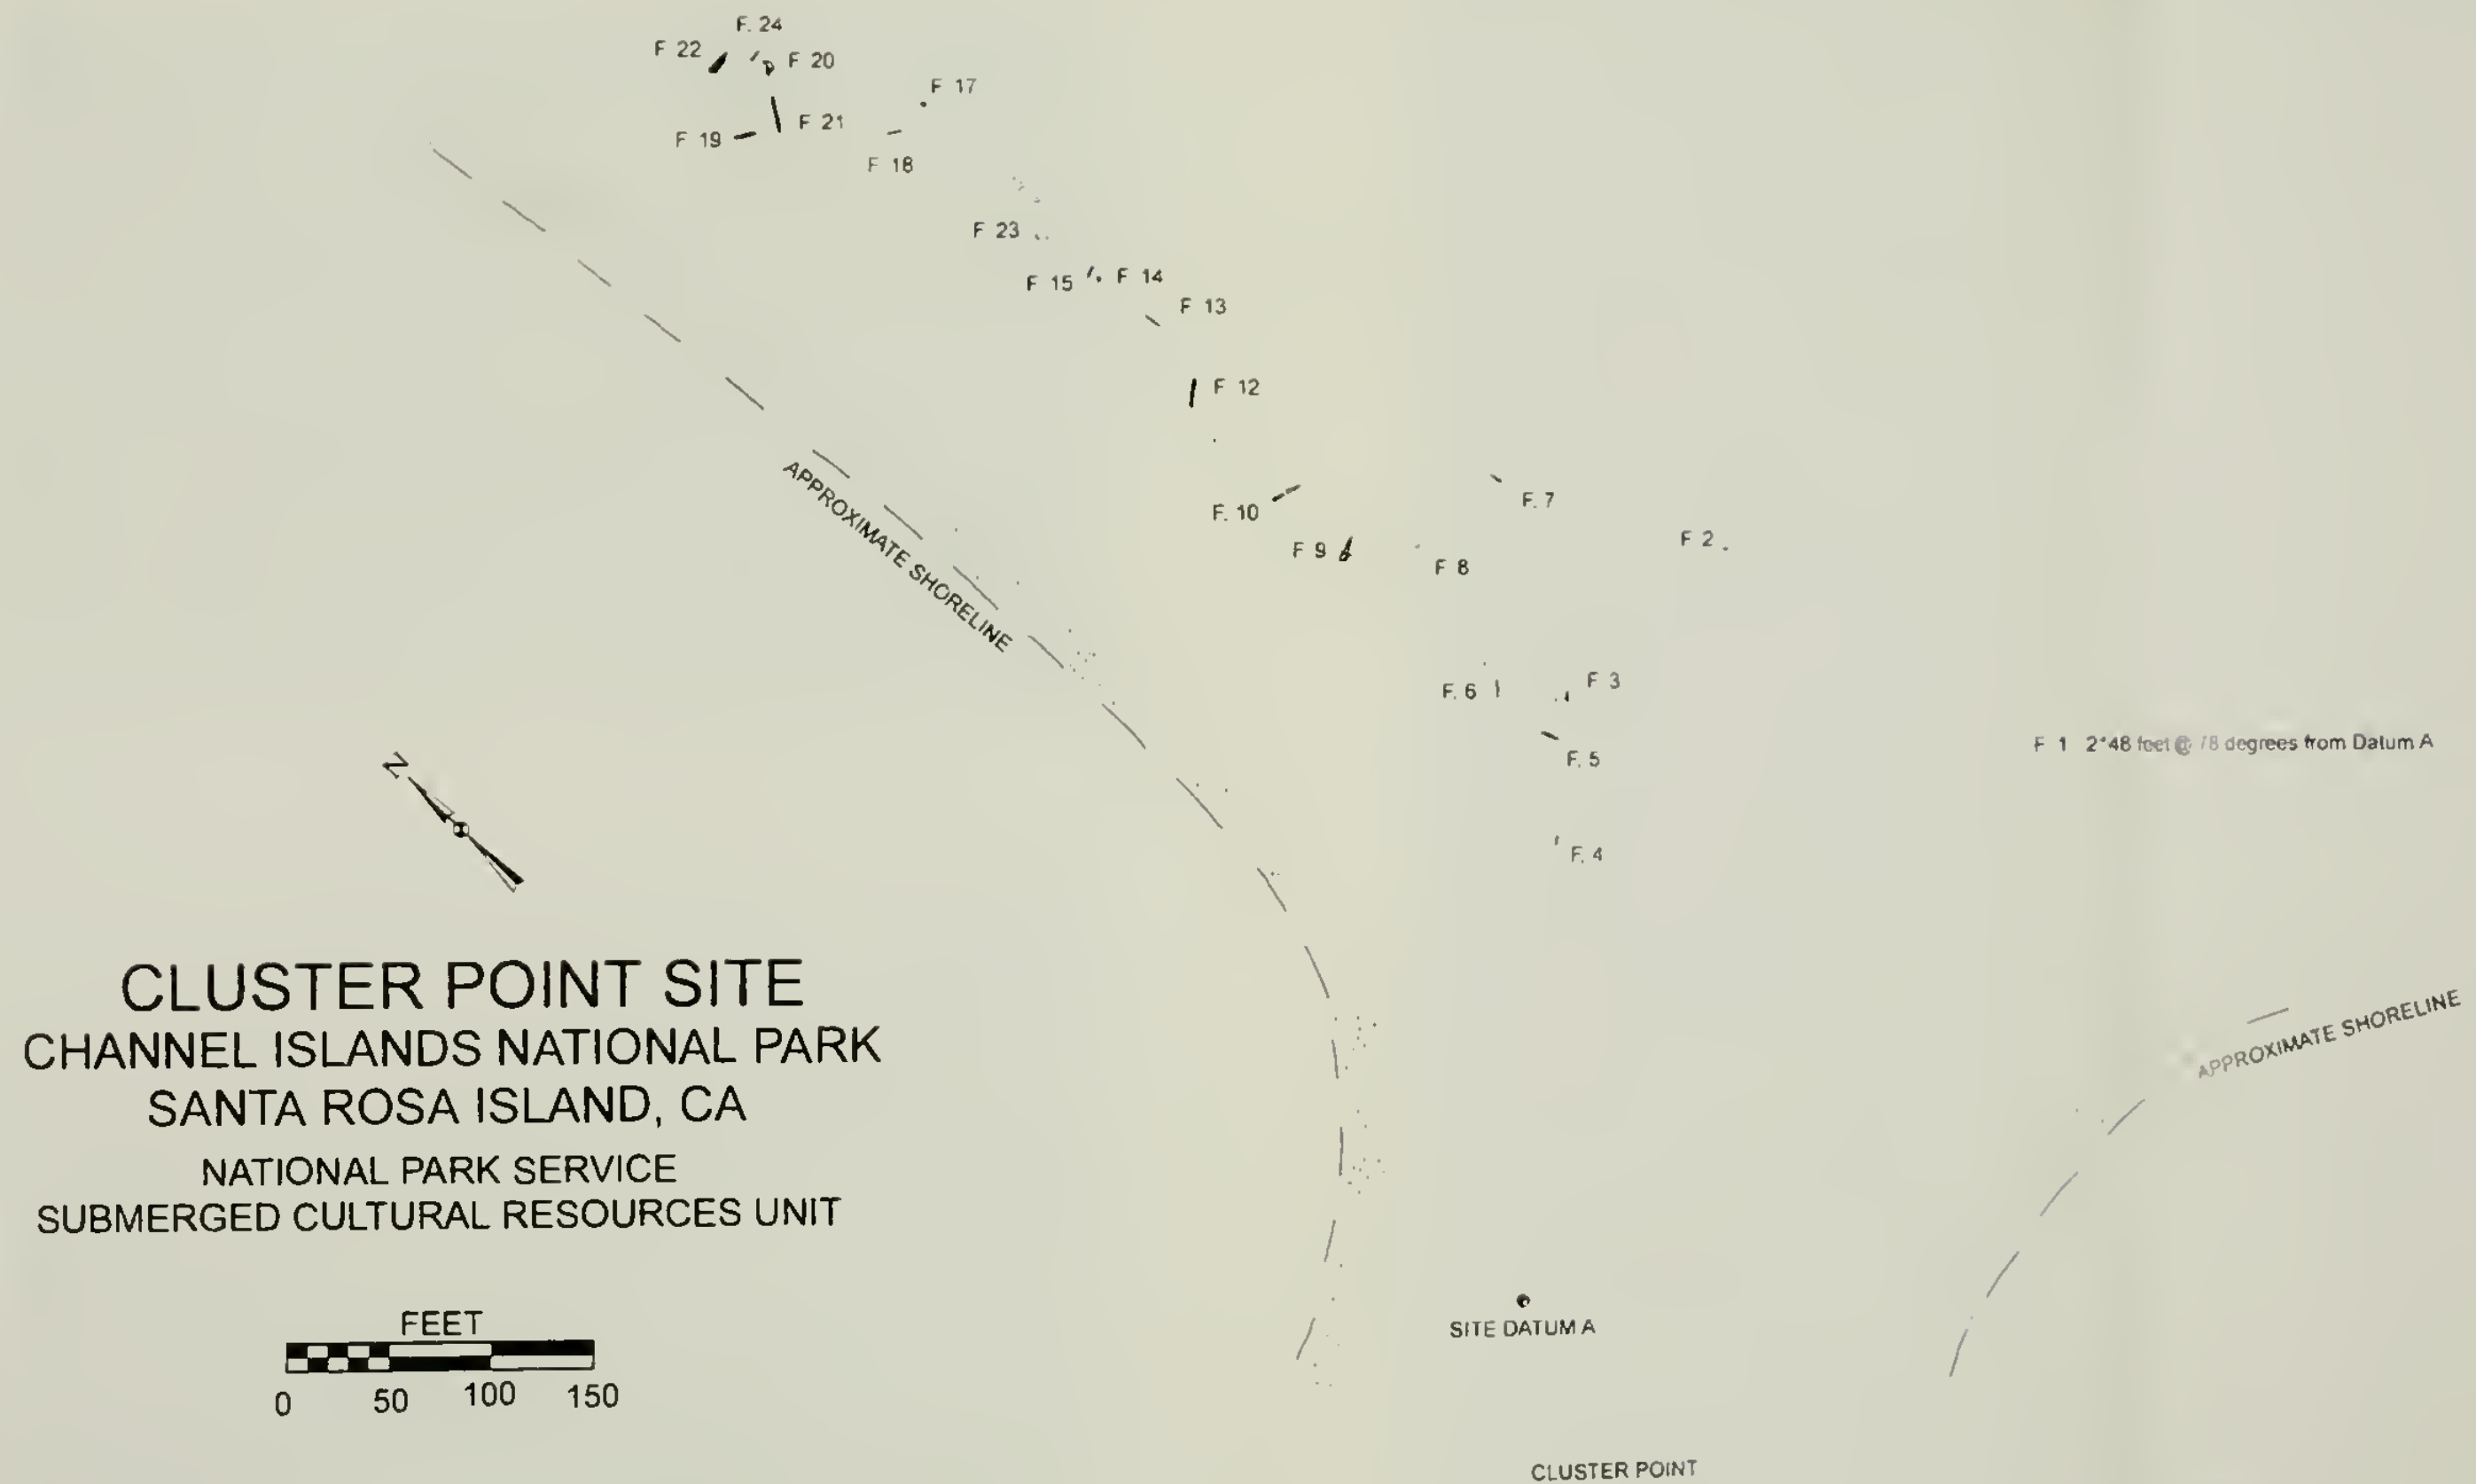 F. 24
F 22
F 20
F 17
F 19
F 21
F 18
F 23
F 15
F 14
F 13
F 12
F. 10
F. 7
F 9
F 8
F 2
F. 6
F 3
F. 5
F. 4
F 1 feet @ degrees from Datum A
APPROXIMATE SHORELINE
N
CLUSTER POINT SITE
CHANNEL ISLANDS NATIONAL PARK
SANTA ROSA ISLAND, CA
NATIONAL PARK SERVICE
SUBMERGED CULTURAL RESOURCES UNIT
APPROXIMATE SHORELINE
SITE DATUM A
FEET
0 50 100 150
CLUSTER POINT